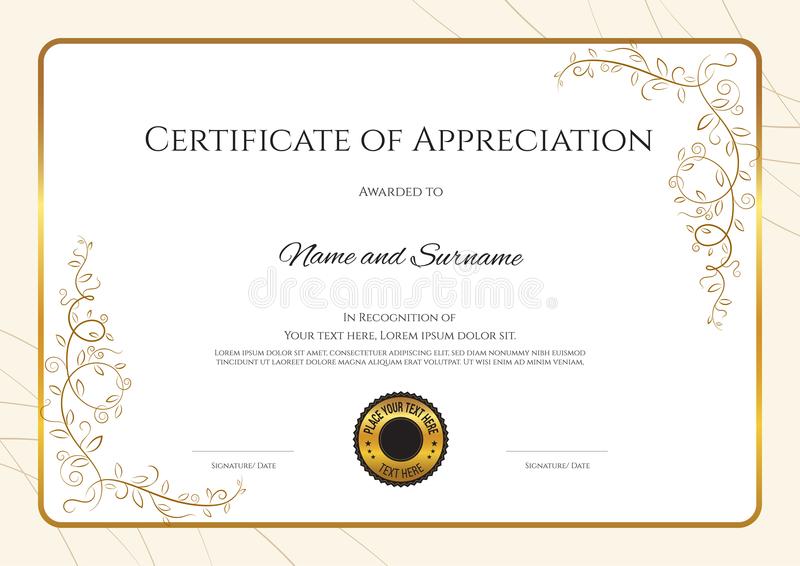 Certificate of Appreciation
Awarded to
Name and Surname
dreamstime
In Recognition of
Your text here, Lorem ipsum dolor sit.
Lorem ipsum dolor sit amet, consectetuer adipiscing elit, sed diam nonummy nibh euismod
tincidunt ut laoreet dolore magna aliquam erat volutpat. Ut wisi enim ad minim veniam,
PLACE YOUR TEXT HERE
TEXT HERE
Signature/ Date
Signature/ Date